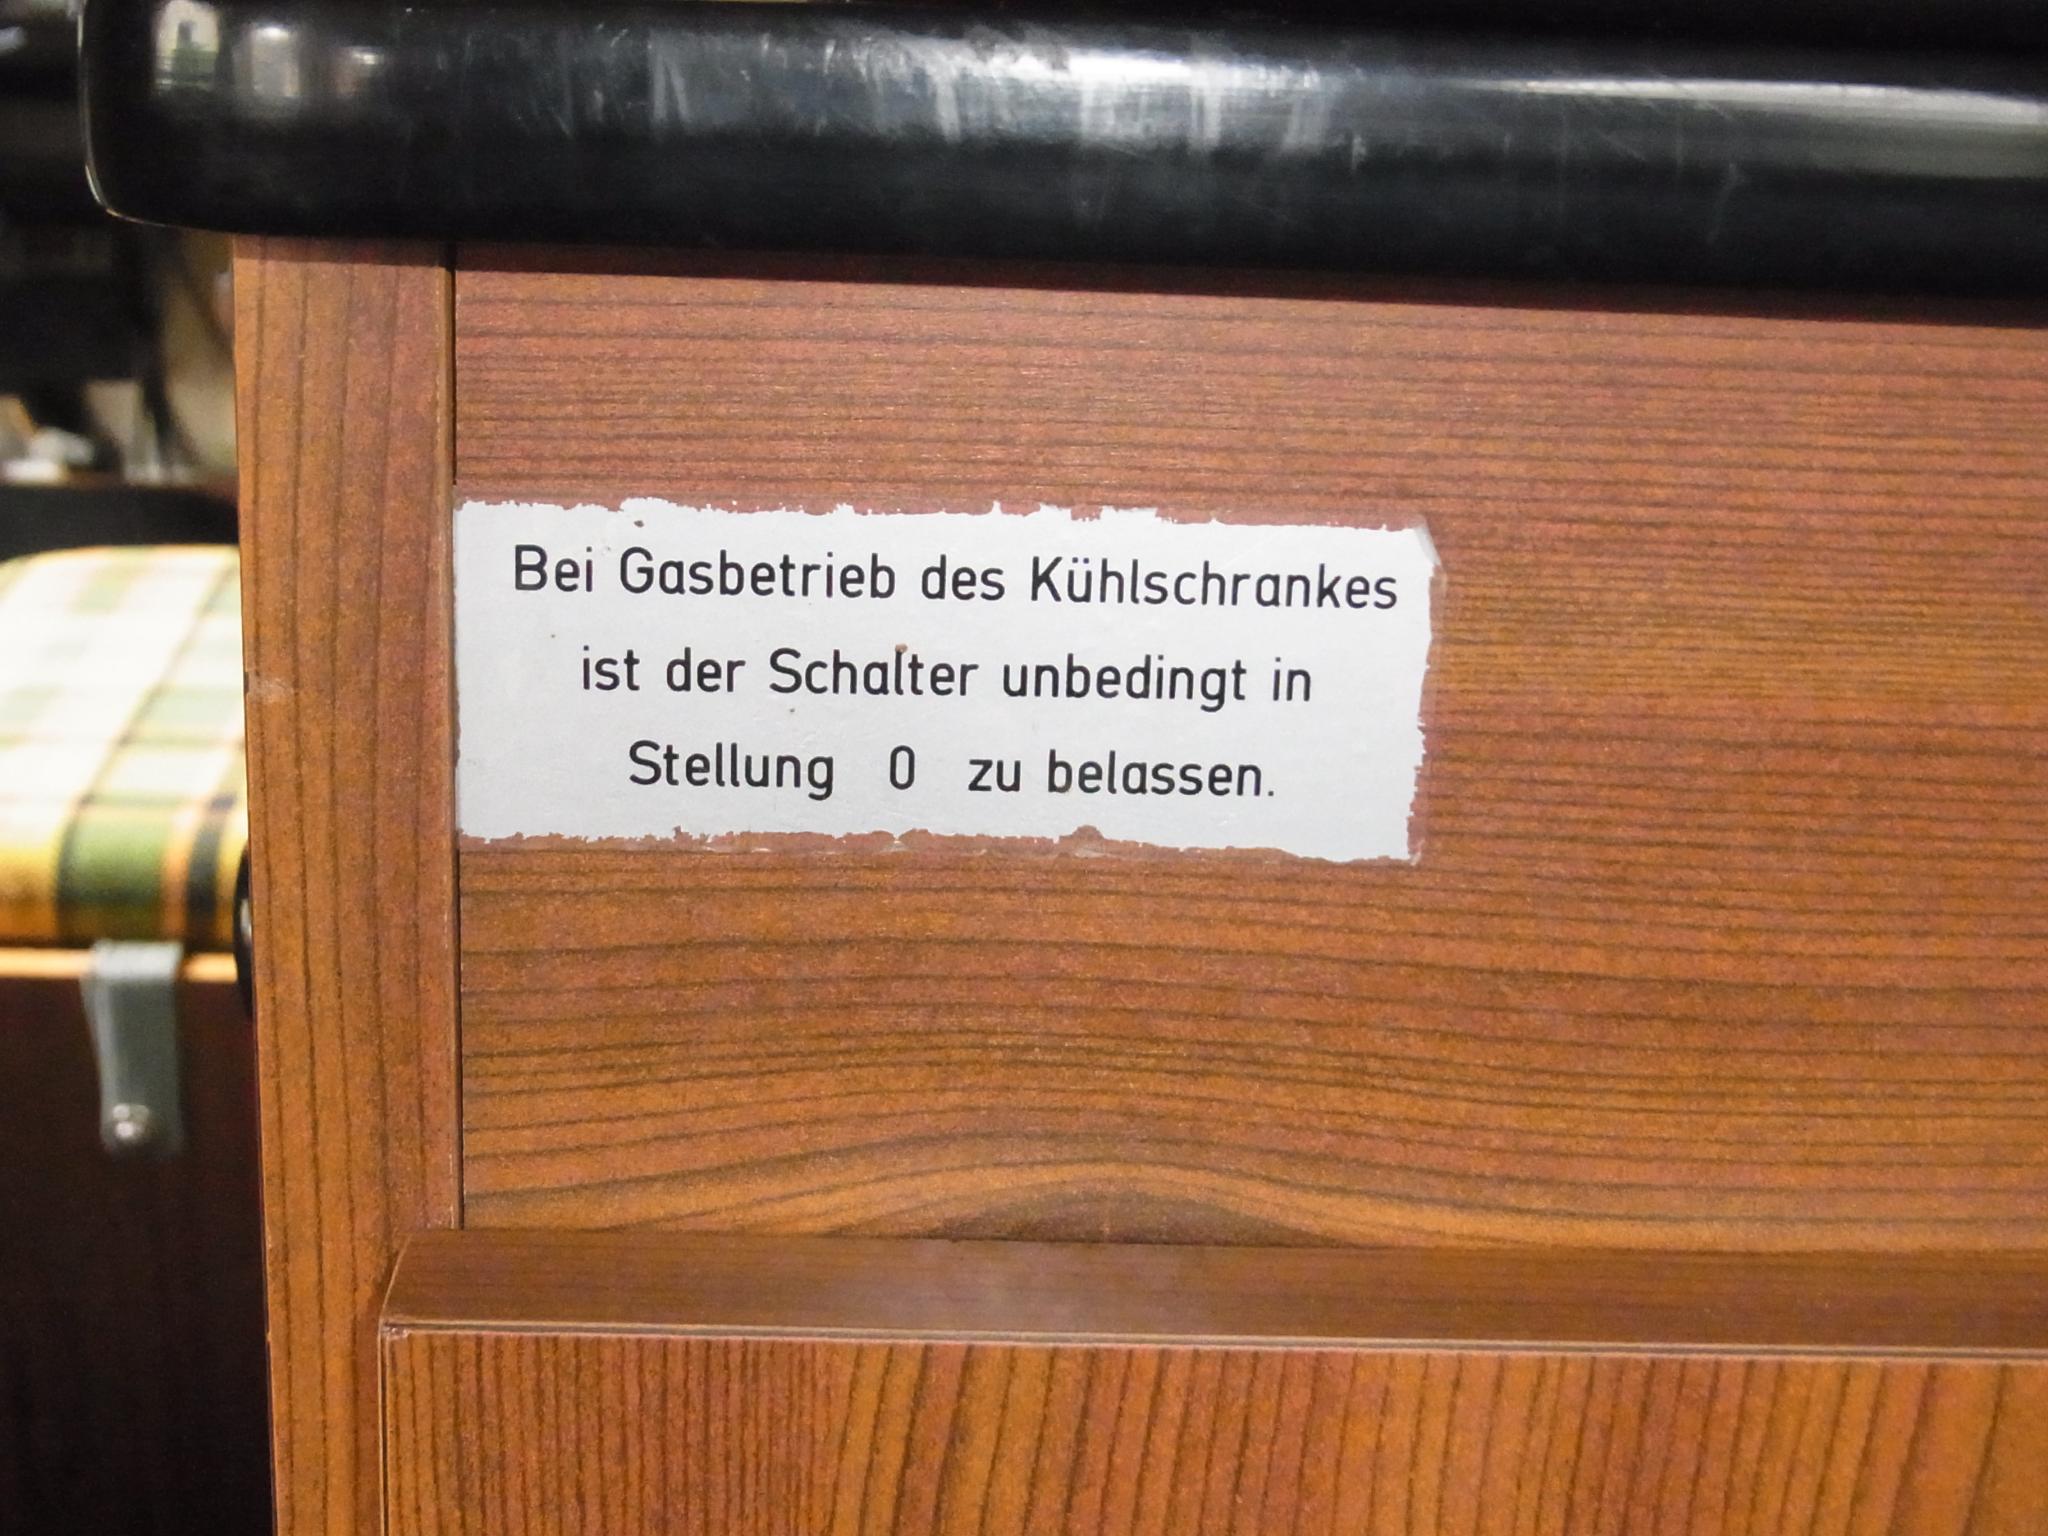 Bei Gasbetrieb des Kühlschrankes
ist der Schalter unbedingt in
Stellung 0 zu belassen.